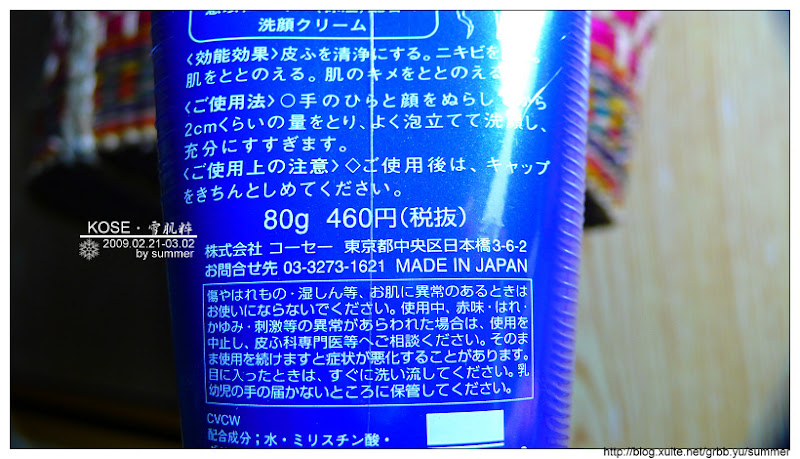 洗顔クリーム
〈効能効果〉皮ふを清浄にする。ニキビを
肌をととのえる。肌のキメをととのえる
〈ご使用法〉○手のひらと顔をぬらし
2cmくらいの量をとり、よく泡立てて洗顔し、
充分にすすぎます。
〈ご使用上の注意〉◇ご使用後は、キャップ
をきちんとしめてください。
80g 460円(税抜)
株式会社 コーセー 東京都中央区日本橋3-6-2
お問合せ先 03-3273-1621 MADE IN JAPAN
傷やはれもの・湿しん等、お肌に異常のあるときは
お使いにならないでください。使用中、赤味・はれ・
かゆみ・刺激等の異常があらわれた場合は、使用を
中止し、皮ふ科専門医等へご相談ください。そのま
ま使用を続けますと症状が悪化することがあります。
目に入ったときは、すぐに洗い流してください。乳
幼児の手の届かないところに保管してください。
CVCW
配合成分;水・ミリスチン酸・
KOSE・雪肌粋
2009.02.21-03.02
by summer
http://blog.xuite.net/grbb.yu/summer